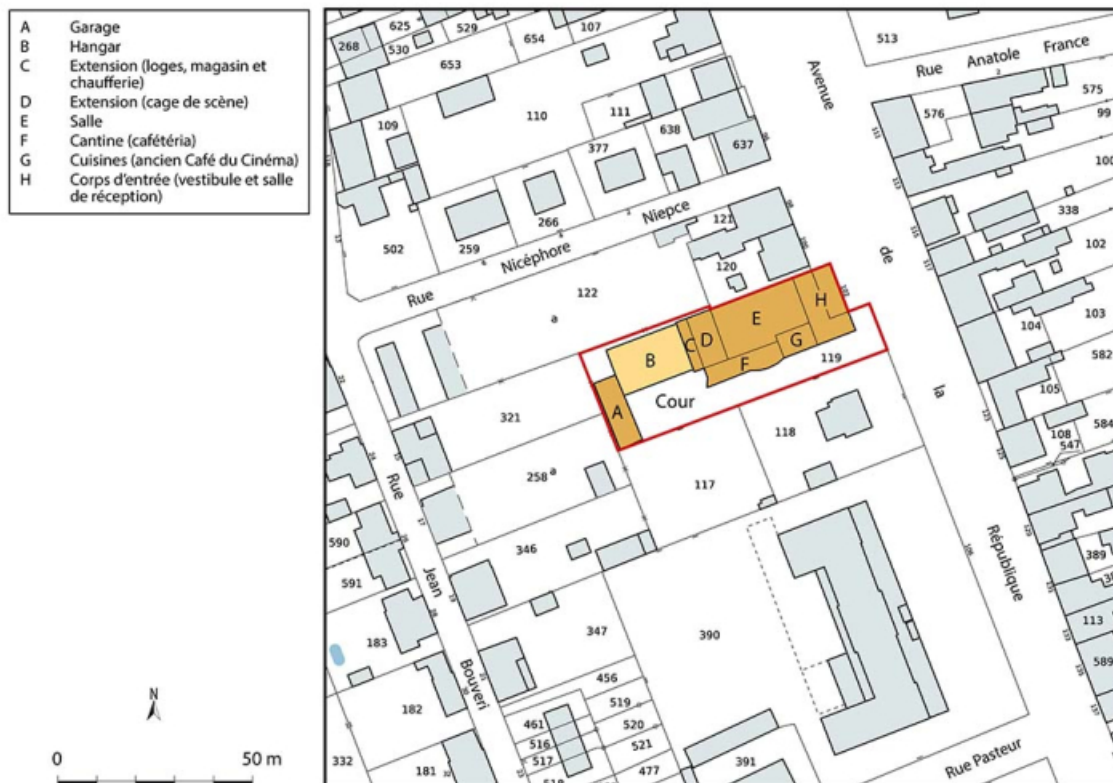 A Garage
B Hangar
C Extension (loges, magasin et
chaufferie)
D Extension (cage de scène)
E Salle
F Cantine (cafétéria)
G Cuisines (ancien Café du Cinéma)
H Corps d'entrée (vestibule et salle
de réception)
N
0 50 m
625
529
107
268
530
654
653
513
Avenue
Rue Anatole France
2
575
576
99
110
111
109
638
377
637
100
338
502
259
266
Niepce
121
Nicéphore
Rue
120
de
102
122
a
H
E
D
C
B
G
F
119
103
104
582
A
Cour
la
321
118
105
108
584
547
258
a
117
Rue
346
590
591
Jean
République
389
183
347
390
113
589
Bouveri
456
182
519
461
520
516
521
517
332
181
477
391
Rue Pasteur